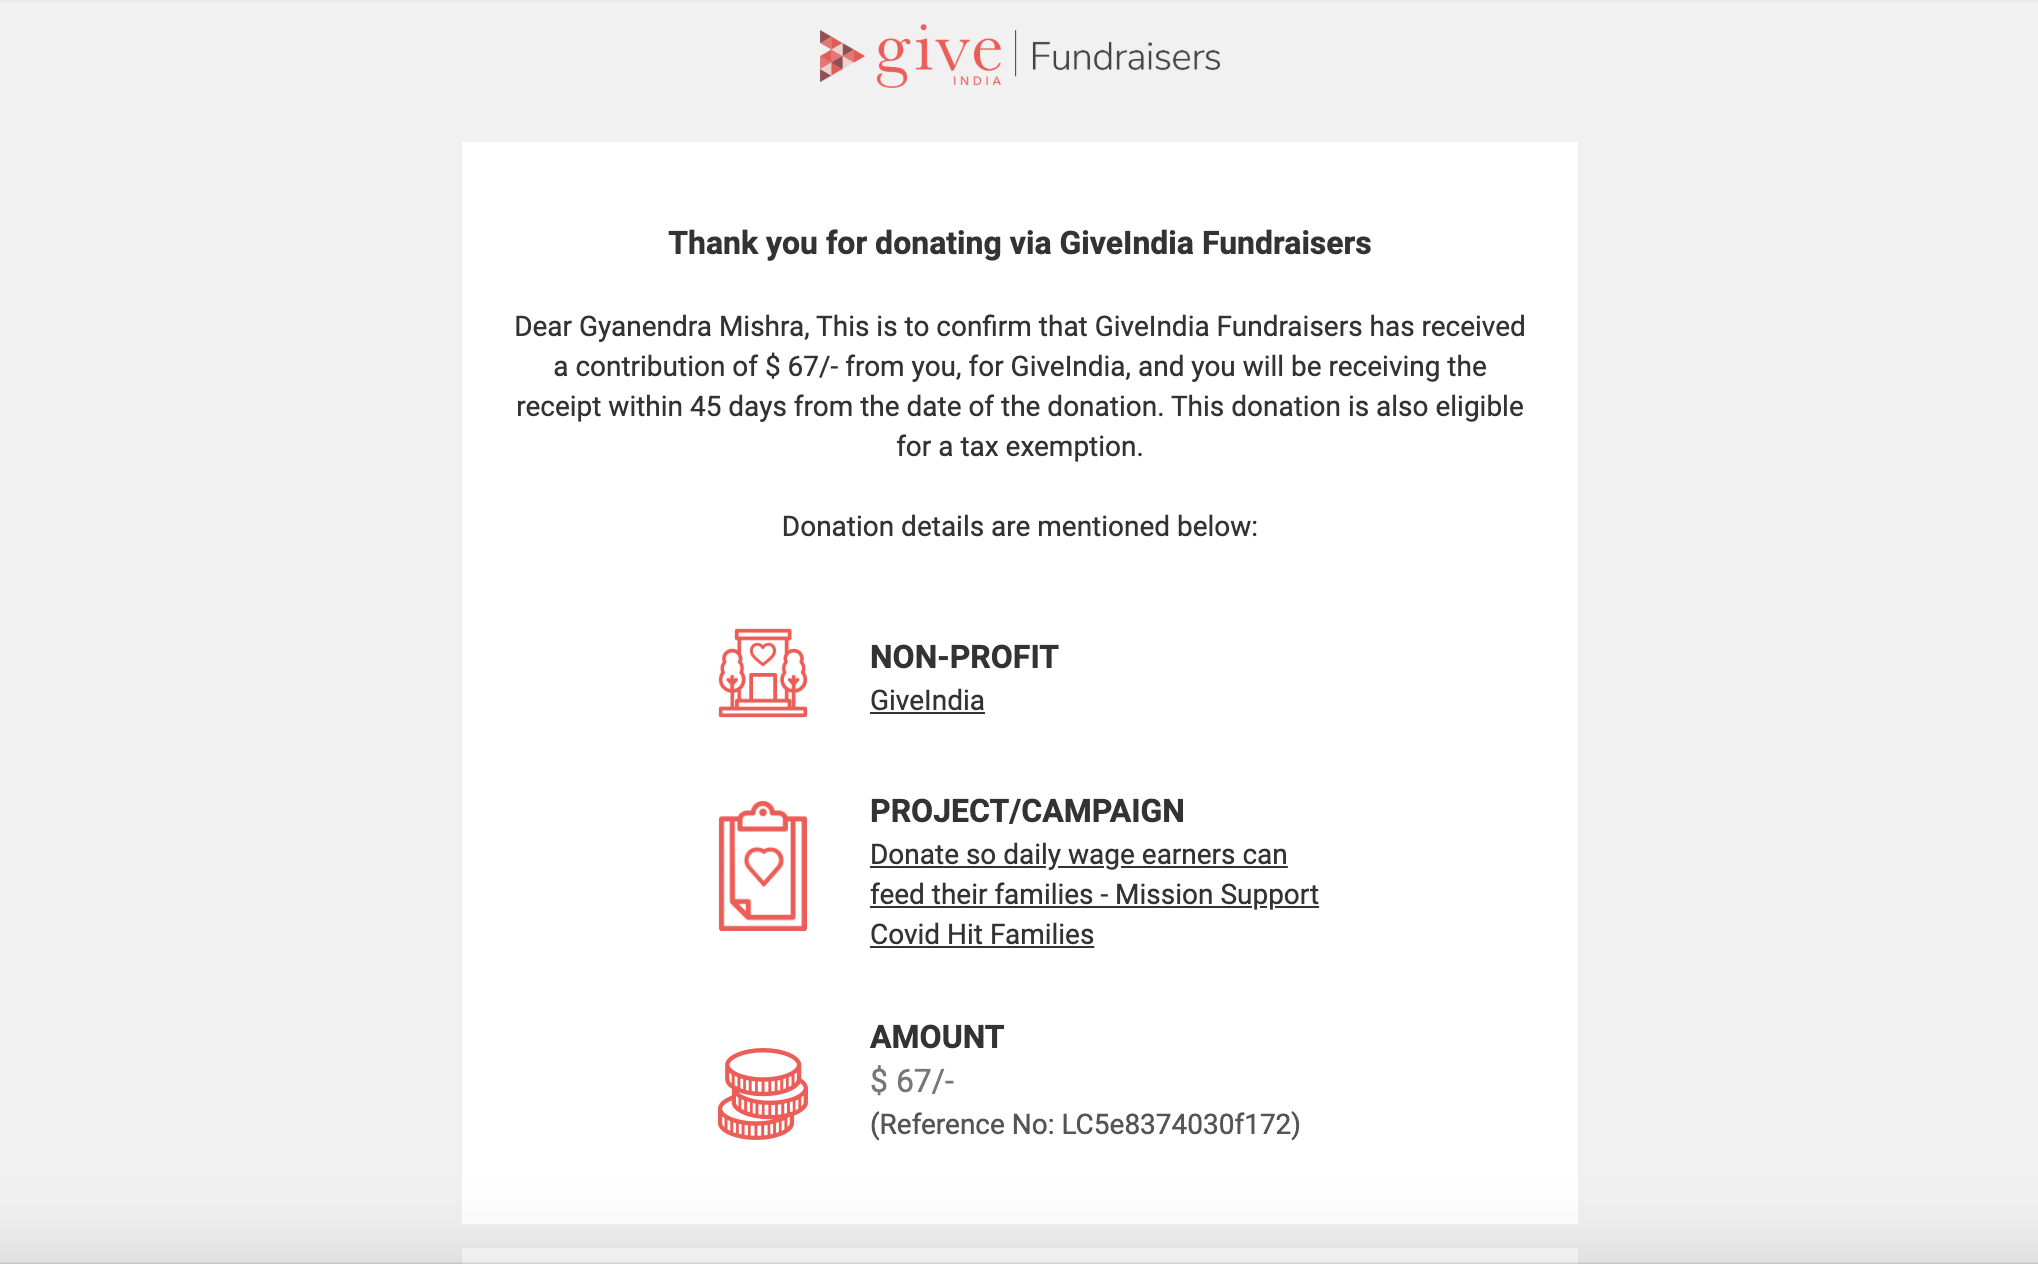 give
INDIA
Fundraisers
Thank you for donating via GiveIndia Fundraisers
Dear Gyanendra Mishra, This is to confirm that GiveIndia Fundraisers has received
a contribution of $ 67/- from you, for GiveIndia, and you will be receiving the
receipt within 45 days from the date of the donation. This donation is also eligible
for a tax exemption.
Donation details are mentioned below:
NON-PROFIT
GiveIndia
PROJECT/CAMPAIGN
Donate so daily wage earners can
feed their families - Mission Support
Covid Hit Families
AMOUNT
$ 67/-
(Reference No: LC5e8374030f172)